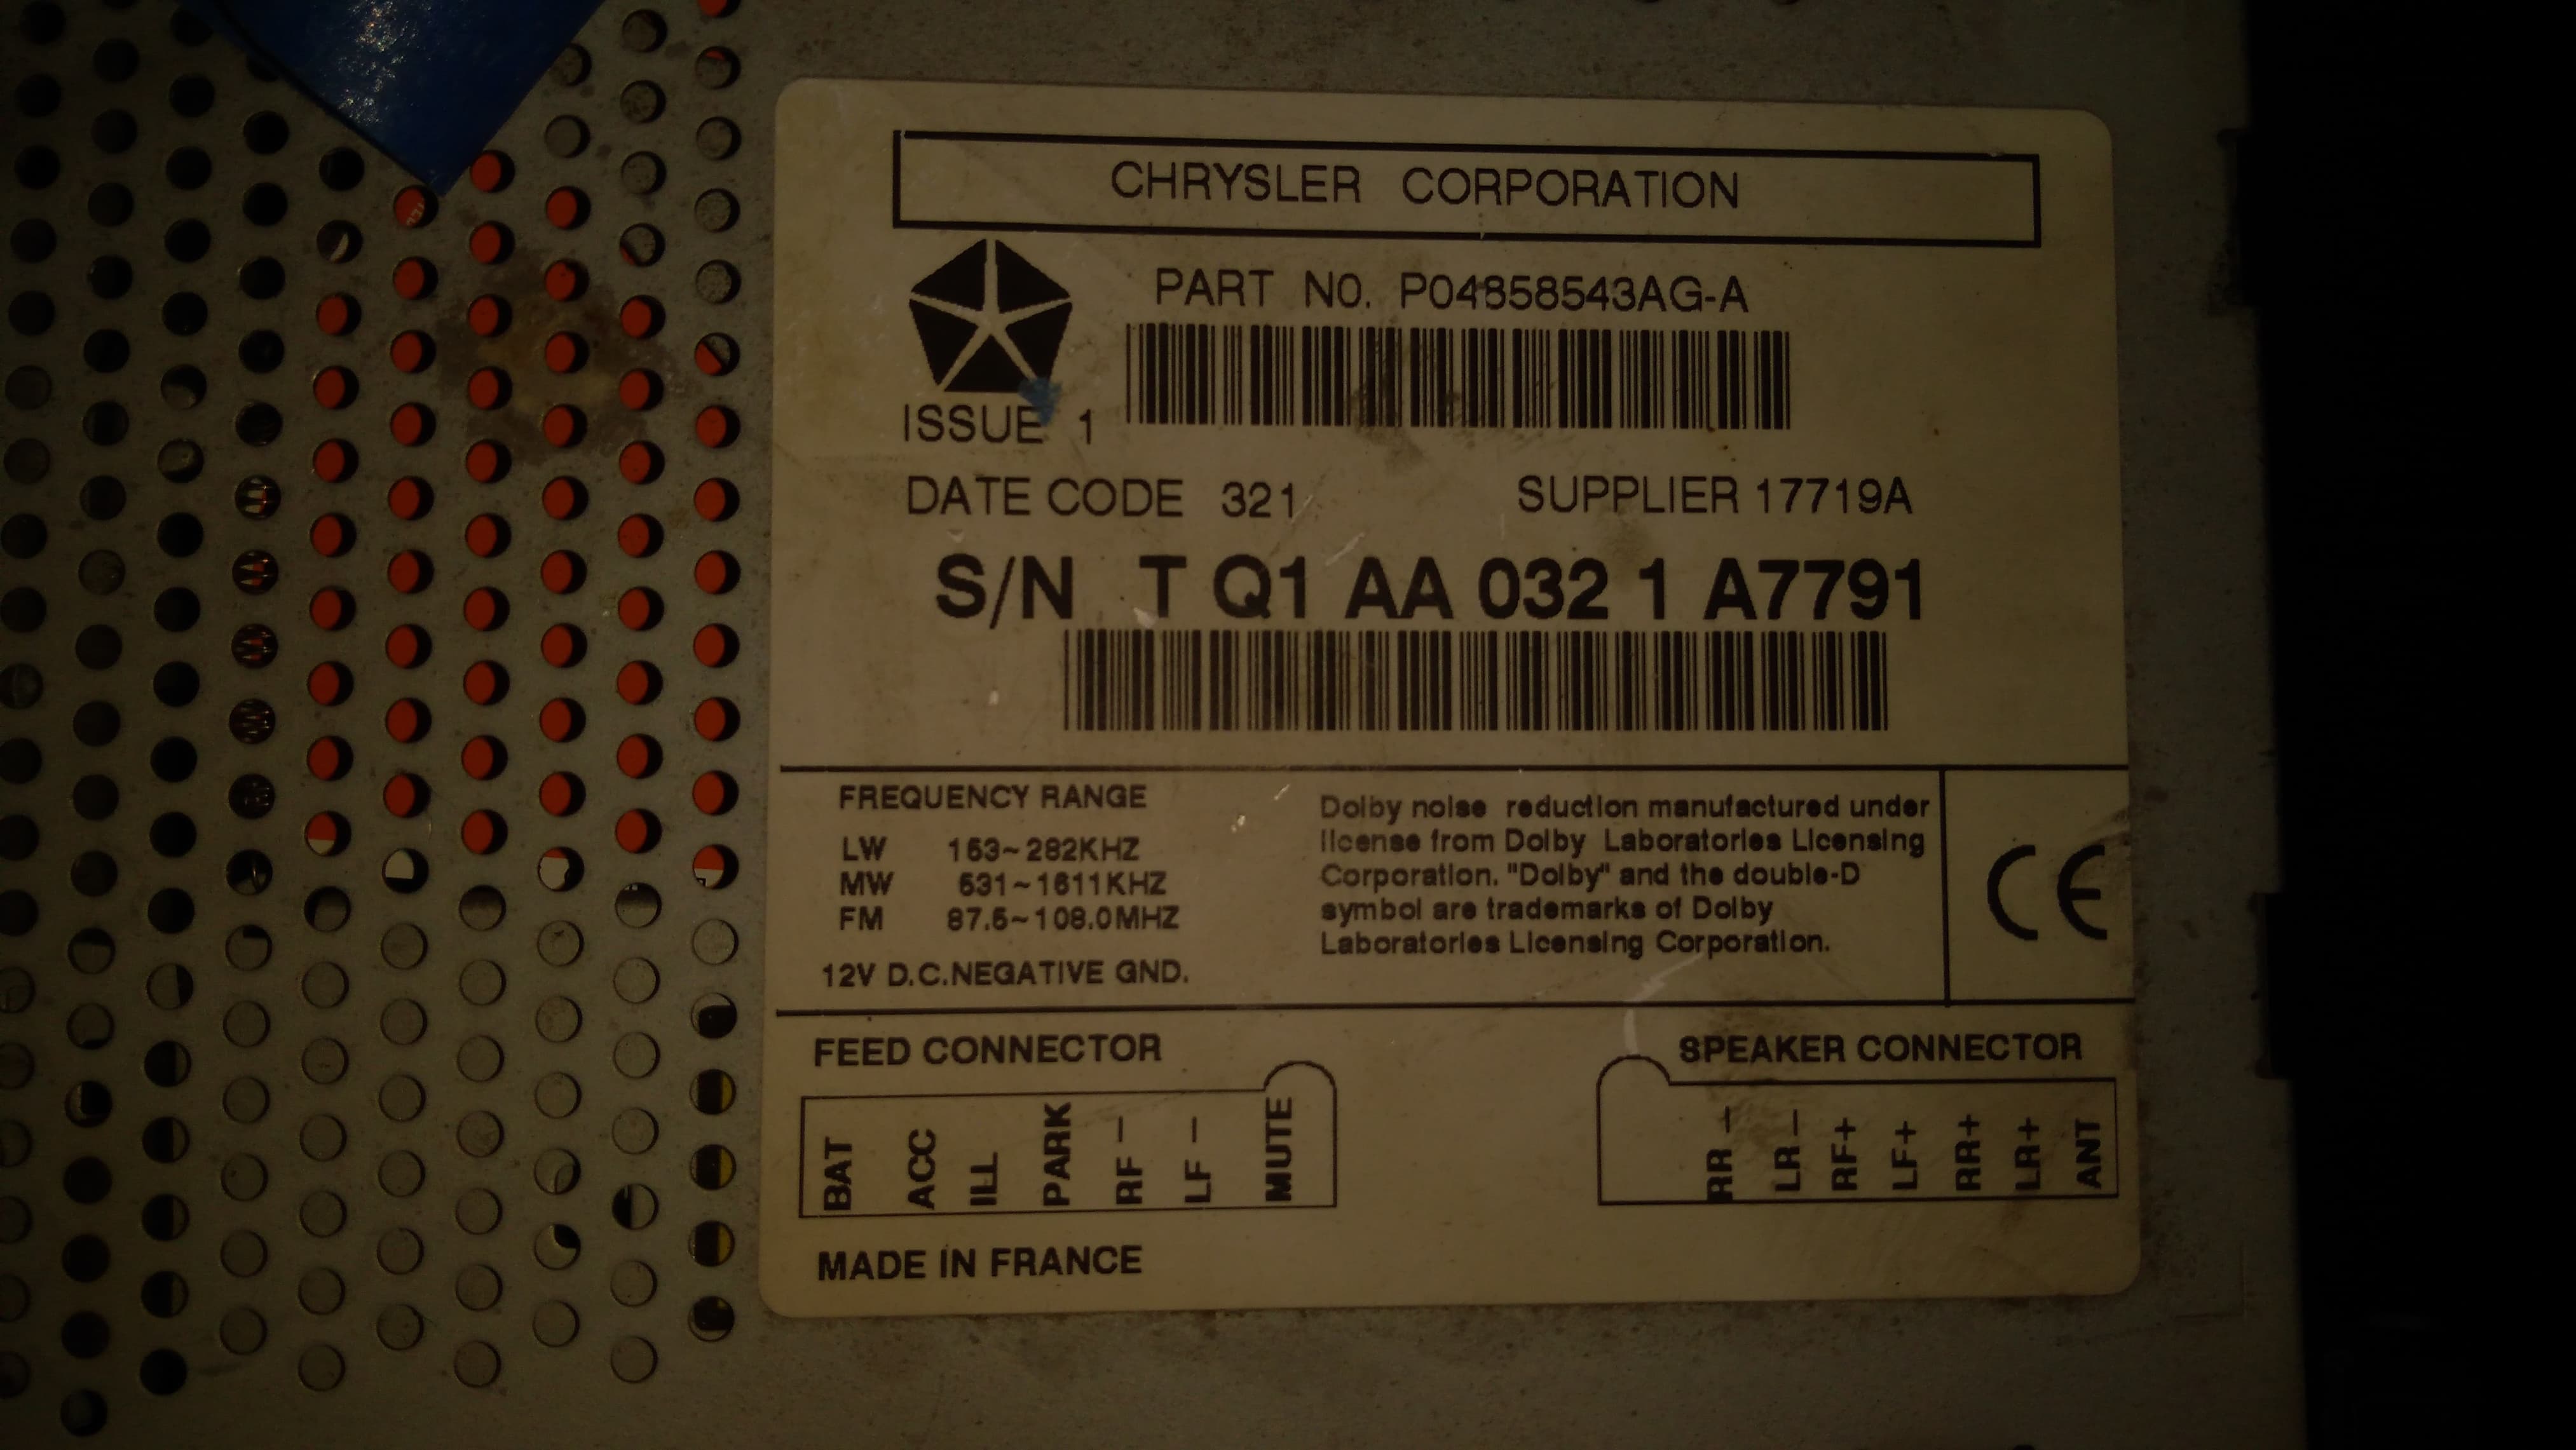 CHRYSLER CORPORATION
PART NO. P04858543AG-A
ISSUE 1
DATE CODE 321 SUPPLIER 17719A
S/N T Q1 AA 032 1 A7791
FREQUENCY RANGE
LW 153~282KHZ
MW 531~1611KHZ
FM 87.5~108.0MHZ
12V D.C.NEGATIVE GND.
Dolby noise reduction manufactured under
license from Dolby Laboratories Licensing
Corporation. "Dolby" and the double-D
symbol are trademarks of Dolby
Laboratories Licensing Corporation.
CE
FEED CONNECTOR
BAT ACC ILL PARK RF- LF- MUTE
SPEAKER CONNECTOR
RR- LR- RF+ LF+ RR+ LR+ ANT
MADE IN FRANCE